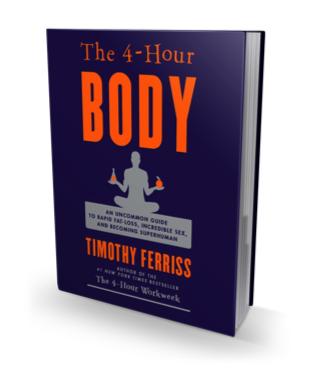 The 4-Hour
BODY
AN UNCOMMON GUIDE
TO RAPID FAT-LOSS, INCREDIBLE SEX,
AND BECOMING SUPERHUMAN
TIMOTHY FERRISS
AUTHOR OF THE
#1 NEW YORK TIMES BESTSELLER
The 4-Hour Workweek